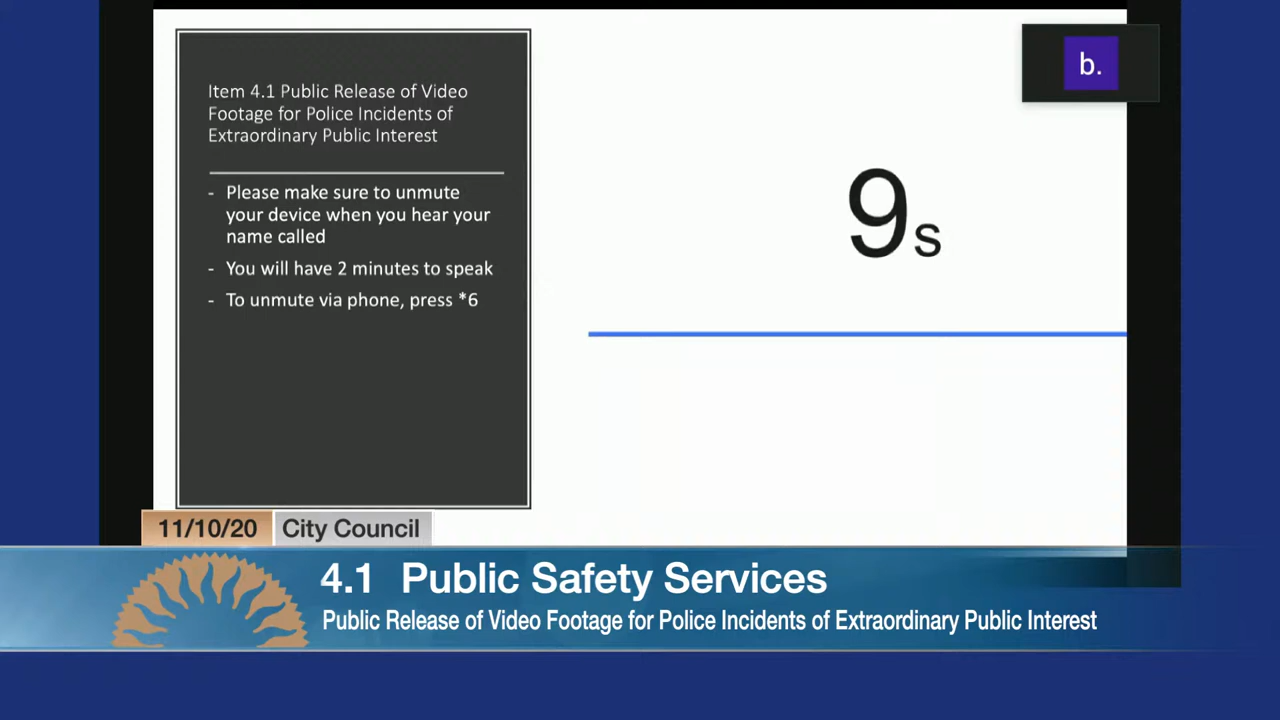 Item 4.1 Public Release of Video
Footage for Police Incidents of
Extraordinary Public Interest
- Please make sure to unmute
your device when you hear your
name called
- You will have 2 minutes to speak
- To unmute via phone, press *6
b.
9s
11/10/20 City Council
4.1 Public Safety Services
Public Release of Video Footage for Police Incidents of Extraordinary Public Interest